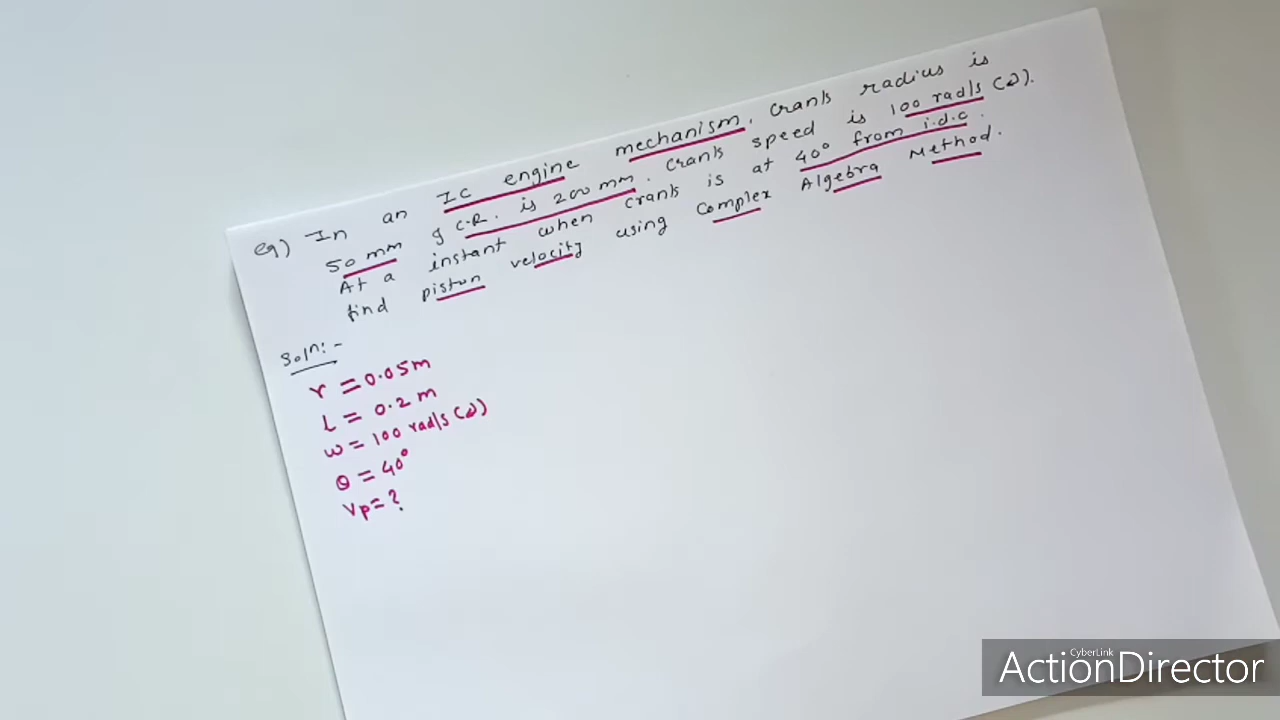 eg) In an IC engine mechanism, crank radius is
50 mm & C.R. is 200 mm. Crank speed is 100 rad/s (↻).
At a instant when crank is at 40° from i.d.c.
find piston velocity using Complex Algebra Method.
Soln:-
r = 0.05m
l = 0.2 m
ω = 100 rad/s (↻)
θ = 40°
Vp = ?
CyberLink
ActionDirector